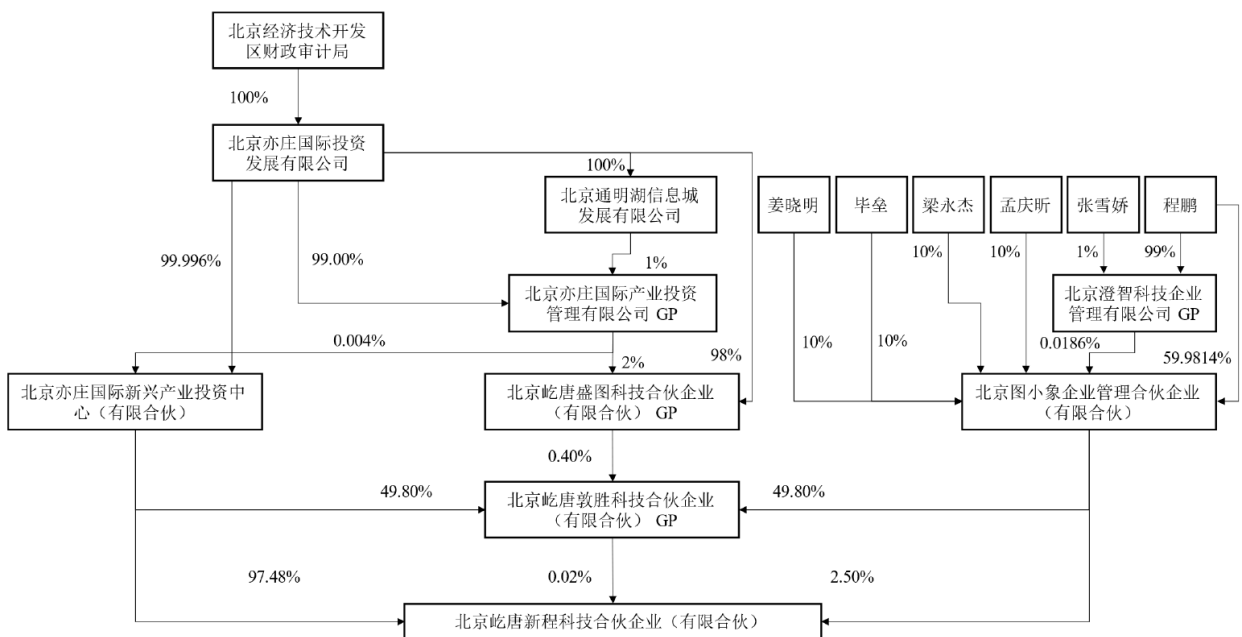 北京经济技术开发
区财政审计局
100%
北京亦庄国际投资
发展有限公司
100%
北京通明湖信息城
发展有限公司
姜晓明
毕垒
梁永杰
孟庆昕
张雪娇
程鹏
99.996%
99.00%
1%
10%
10%
1%
99%
北京亦庄国际产业投资
管理有限公司 GP
北京澄智科技企业
管理有限公司 GP
0.004%
2%
98%
10%
10%
0.0186%
59.9814%
北京亦庄国际新兴产业投资中
心（有限合伙）
北京屹唐盛图科技合伙企业
（有限合伙） GP
北京图小象企业管理合伙企业
（有限合伙）
0.40%
49.80%
49.80%
北京屹唐敦胜科技合伙企业
（有限合伙） GP
97.48%
0.02%
2.50%
北京屹唐新程科技合伙企业（有限合伙）